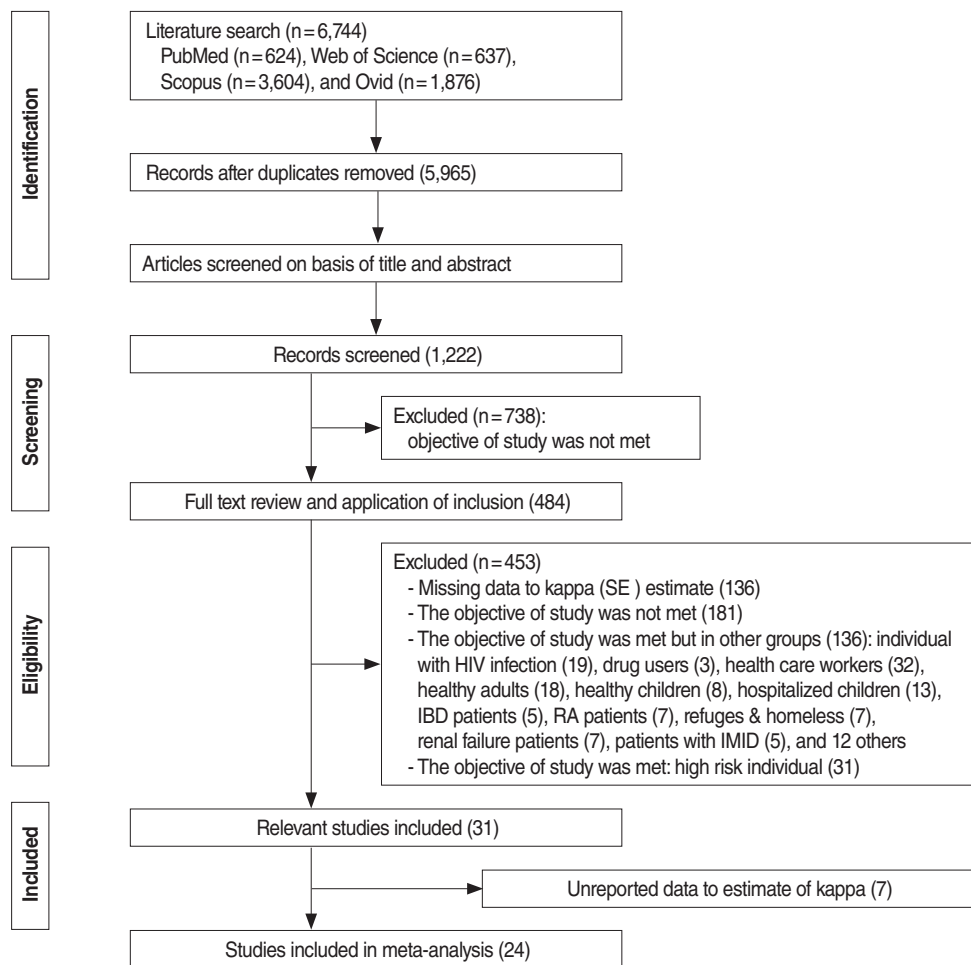 Identification
Literature search (n=6,744)
PubMed (n=624), Web of Science (n=637),
Scopus (n=3,604), and Ovid (n=1,876)
Records after duplicates removed (5,965)
Articles screened on basis of title and abstract
Screening
Records screened (1,222)
Excluded (n=738):
objective of study was not met
Full text review and application of inclusion (484)
Eligibility
Excluded (n=453)
- Missing data to kappa (SE ) estimate (136)
- The objective of study was not met (181)
- The objective of study was met but in other groups (136): individual
with HIV infection (19), drug users (3), health care workers (32),
healthy adults (18), healthy children (8), hospitalized children (13),
IBD patients (5), RA patients (7), refuges & homeless (7),
renal failure patients (7), patients with IMID (5), and 12 others
- The objective of study was met: high risk individual (31)
Included
Relevant studies included (31)
Unreported data to estimate of kappa (7)
Studies included in meta-analysis (24)